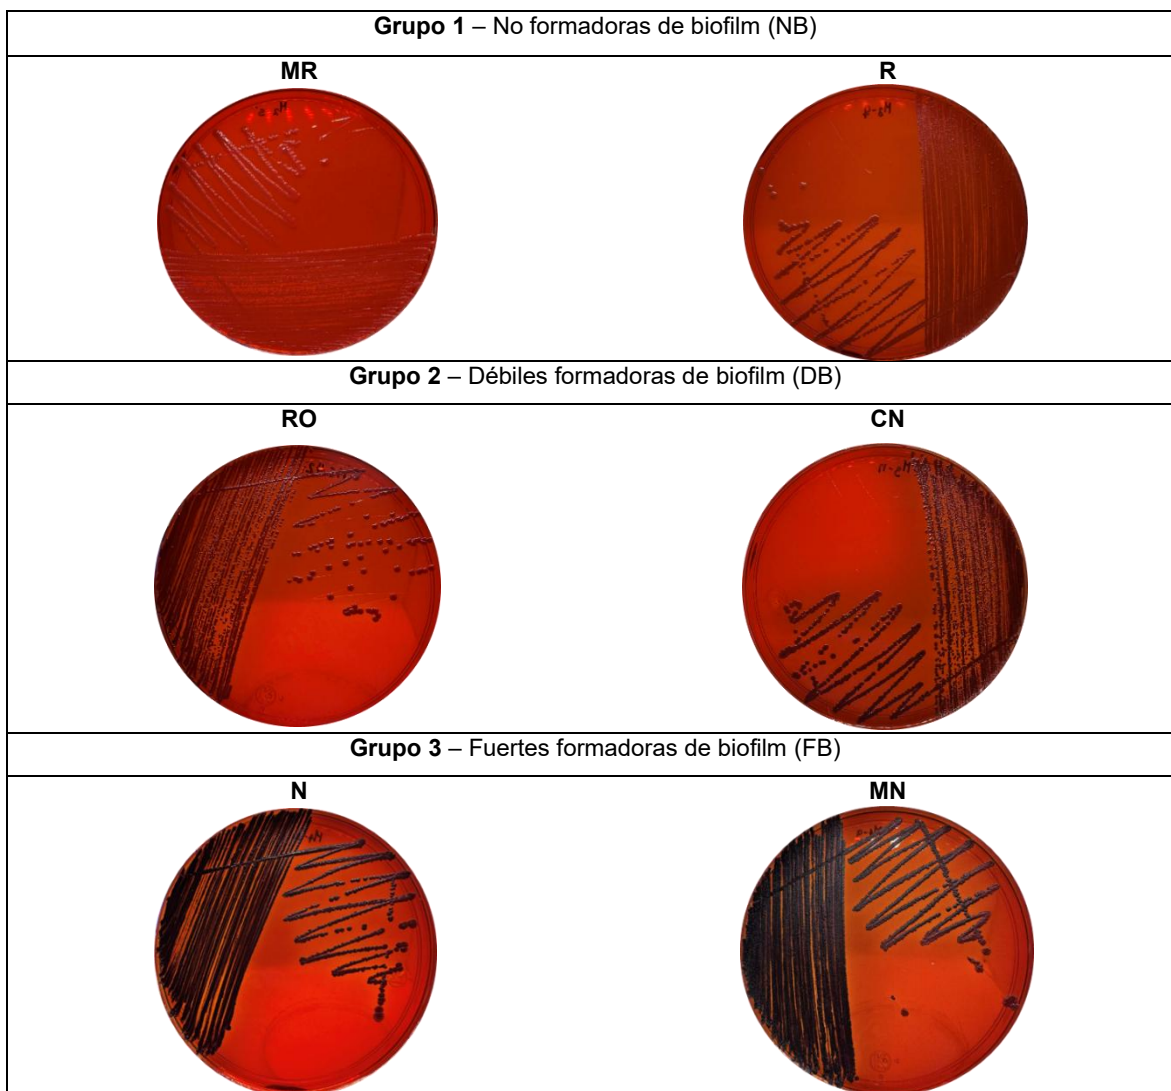 Grupo 1 – No formadoras de biofilm (NB)
MR
R
Grupo 2 – Débiles formadoras de biofilm (DB)
RO
CN
Grupo 3 – Fuertes formadoras de biofilm (FB)
N
MN